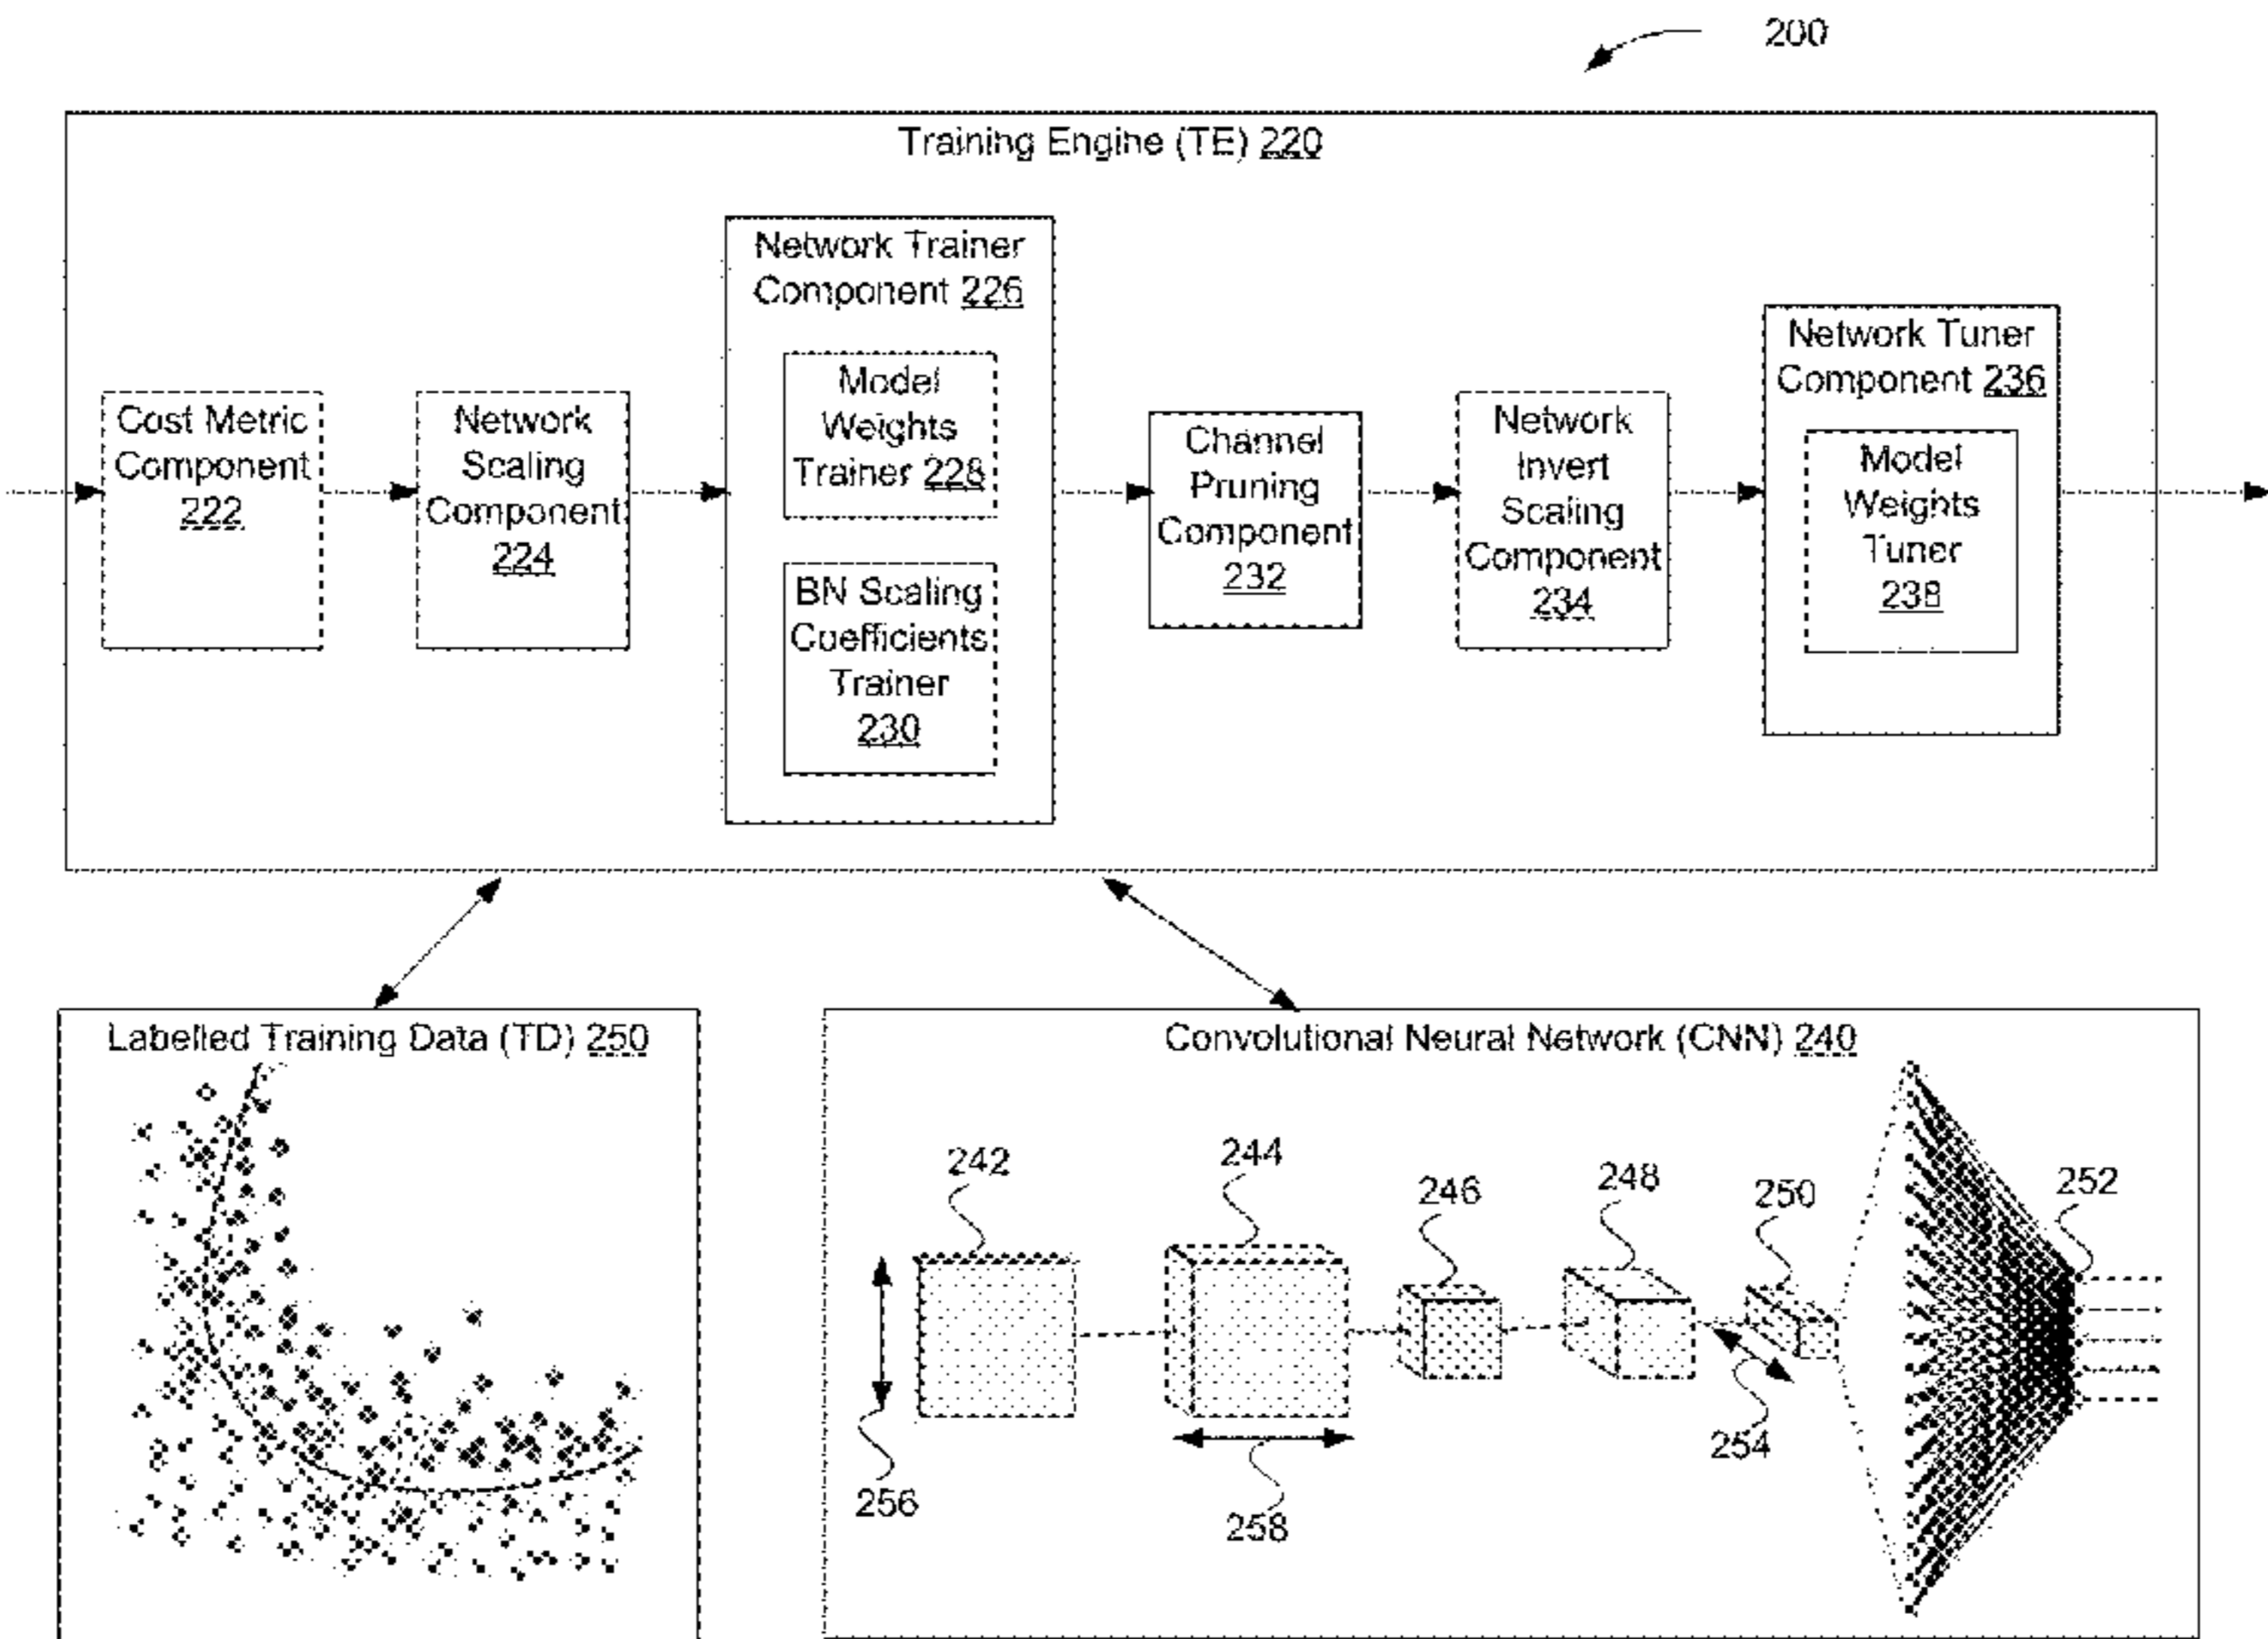 200
Training Engine (TE) 220
Cost Metric
Component
222
Network
Scaling
Component
224
Network Trainer
Component 226
Model
Weights
Trainer 228
BN Scaling
Coefficients
Trainer
230
Channel
Pruning
Component
232
Network
Invert
Scaling
Component
234
Network Tuner
Component 236
Model
Weights
Tuner
238
Labelled Training Data (TD) 250
Convolutional Neural Network (CNN) 240
242
244
246
248
250
252
254
256
258